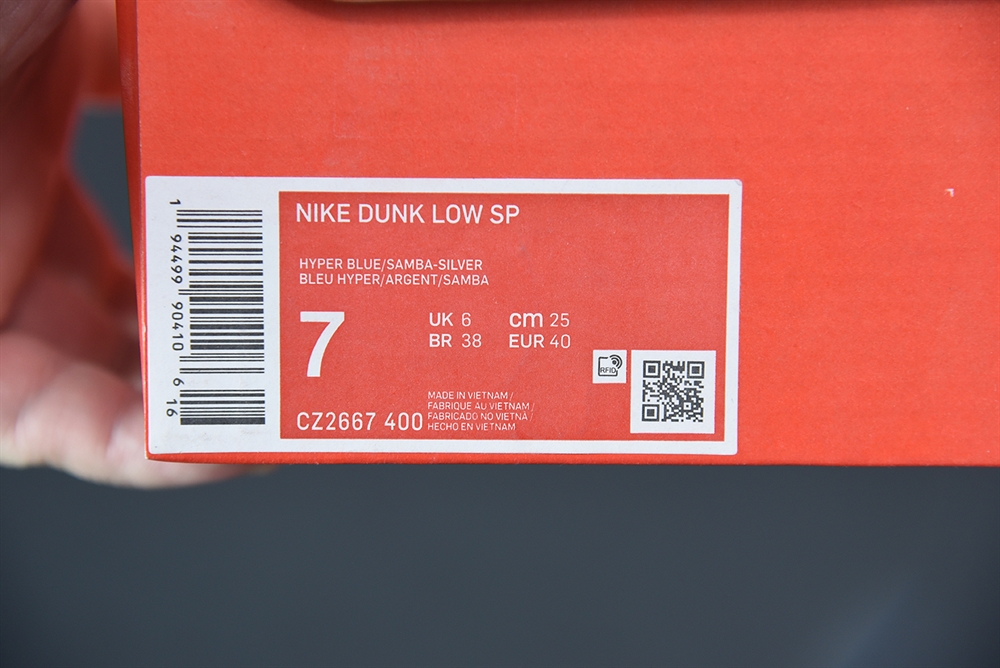 1 94499 90410 6 16
NIKE DUNK LOW SP
HYPER BLUE/SAMBA-SILVER
BLEU HYPER/ARGENT/SAMBA
7
UK 6 cm 25
BR 38 EUR 40
RFID
CZ2667 400
MADE IN VIETNAM /
FABRIQUE AU VIETNAM /
FABRICADO NO VIETNÃ /
HECHO EN VIETNAM